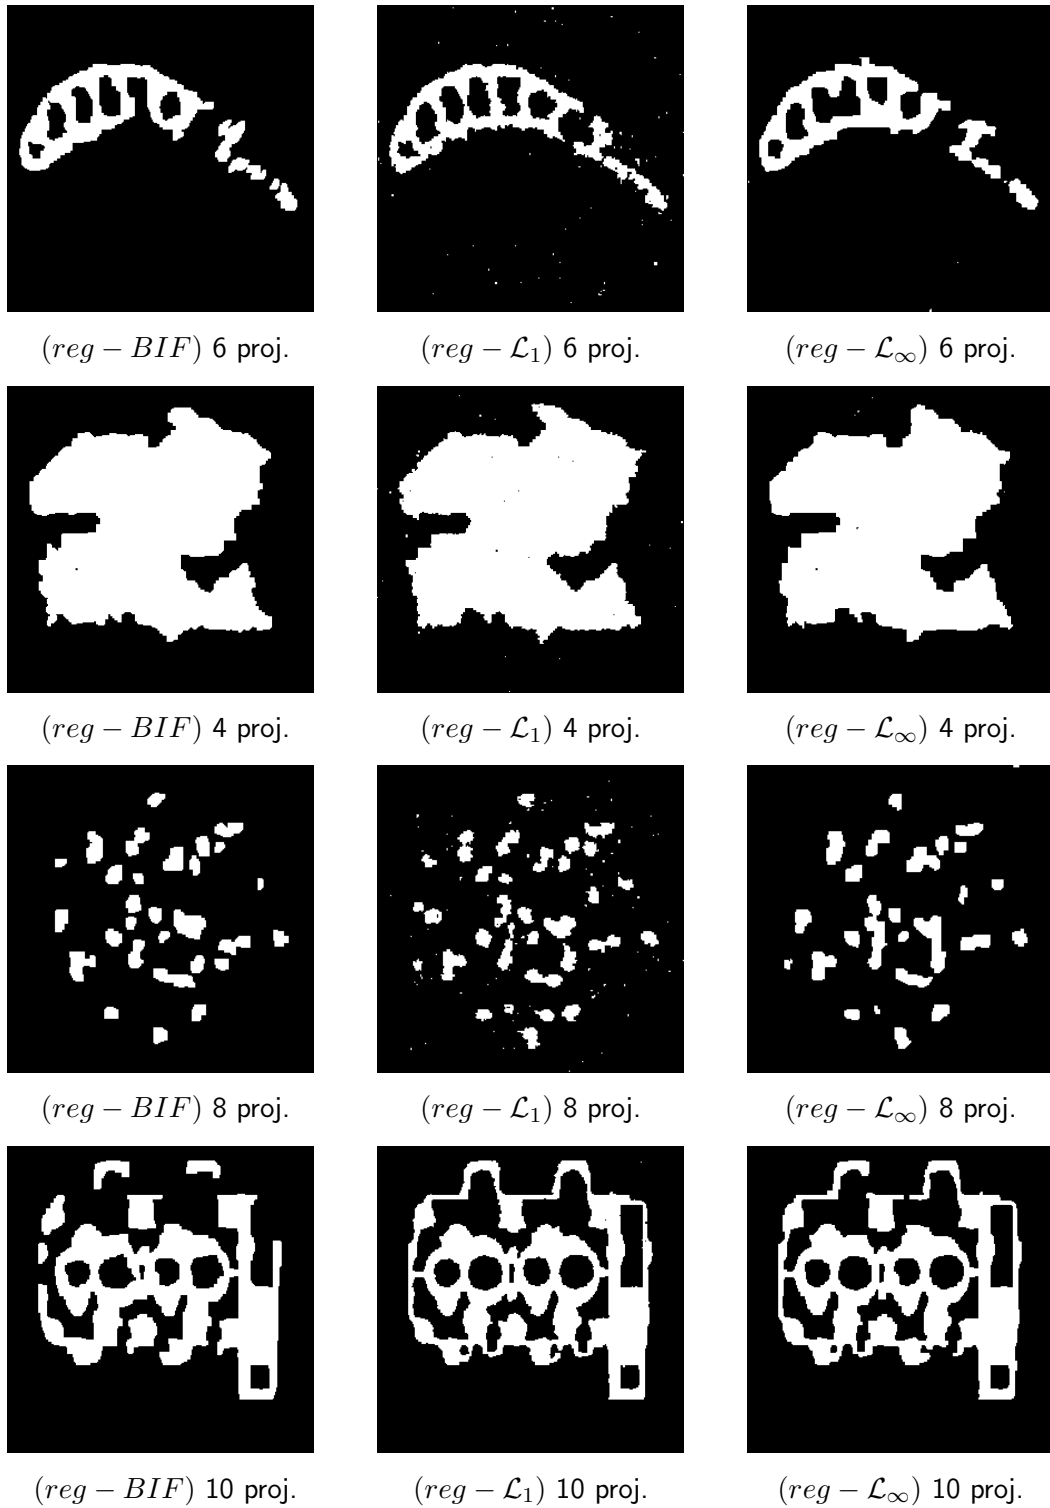 (reg − BIF) 6 proj. (reg − ℒ₁) 6 proj. (reg − ℒ∞) 6 proj.
(reg − BIF) 4 proj. (reg − ℒ₁) 4 proj. (reg − ℒ∞) 4 proj.
(reg − BIF) 8 proj. (reg − ℒ₁) 8 proj. (reg − ℒ∞) 8 proj.
(reg − BIF) 10 proj. (reg − ℒ₁) 10 proj. (reg − ℒ∞) 10 proj.